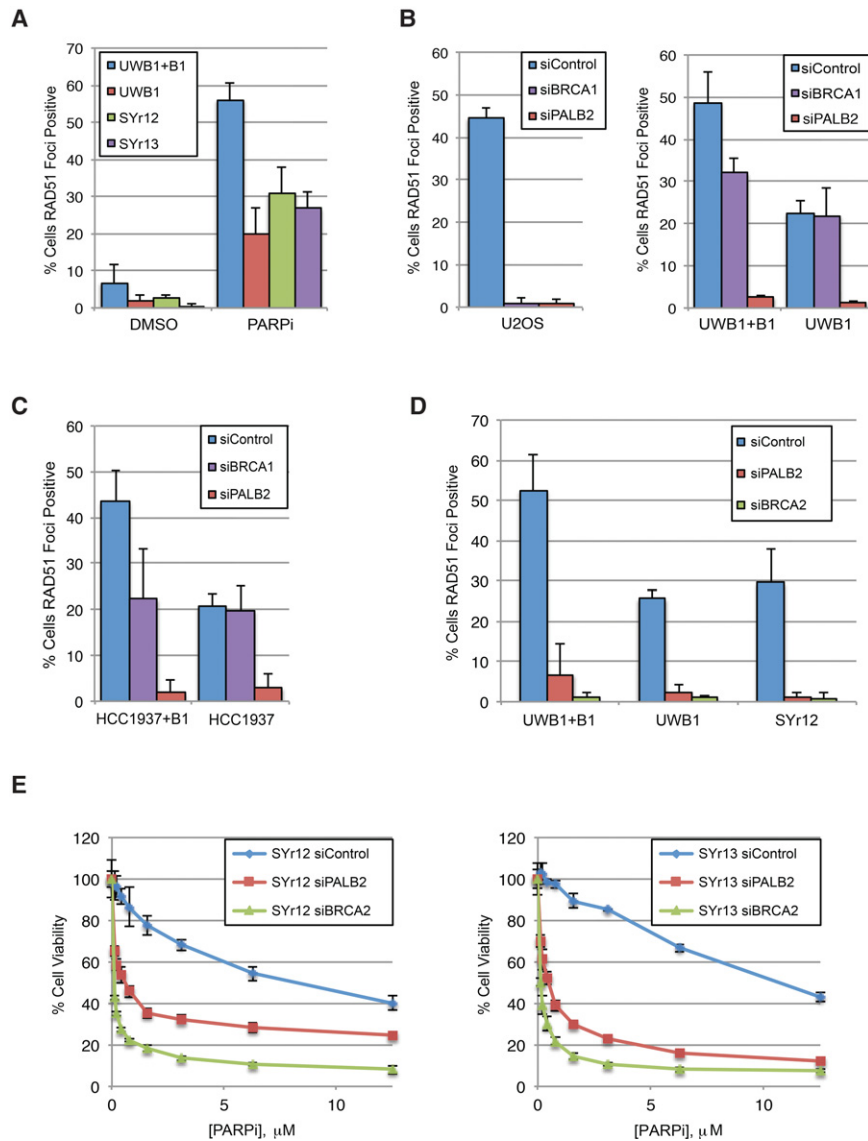 A
% Cells RAD51 Foci Positive
70
60
50
40
30
20
10
0
UWB1+B1
UWB1
SYr12
SYr13
DMSO
PARPi
B
% Cells RAD51 Foci Positive
60
50
40
30
20
10
0
siControl
siBRCA1
siPALB2
U2OS
% Cells RAD51 Foci Positive
60
50
40
30
20
10
0
siControl
siBRCA1
siPALB2
UWB1+B1
UWB1
C
% Cells RAD51 Foci Positive
60
50
40
30
20
10
0
siControl
siBRCA1
siPALB2
HCC1937+B1
HCC1937
D
% Cells RAD51 Foci Positive
70
60
50
40
30
20
10
0
siControl
siPALB2
siBRCA2
UWB1+B1
UWB1
SYr12
E
% Cell Viability
120
100
80
60
40
20
0
SYr12 siControl
SYr12 siPALB2
SYr12 siBRCA2
0
5
10
[PARPi], μM
% Cell Viability
120
100
80
60
40
20
0
SYr13 siControl
SYr13 siPALB2
SYr13 siBRCA2
0
5
10
[PARPi], μM